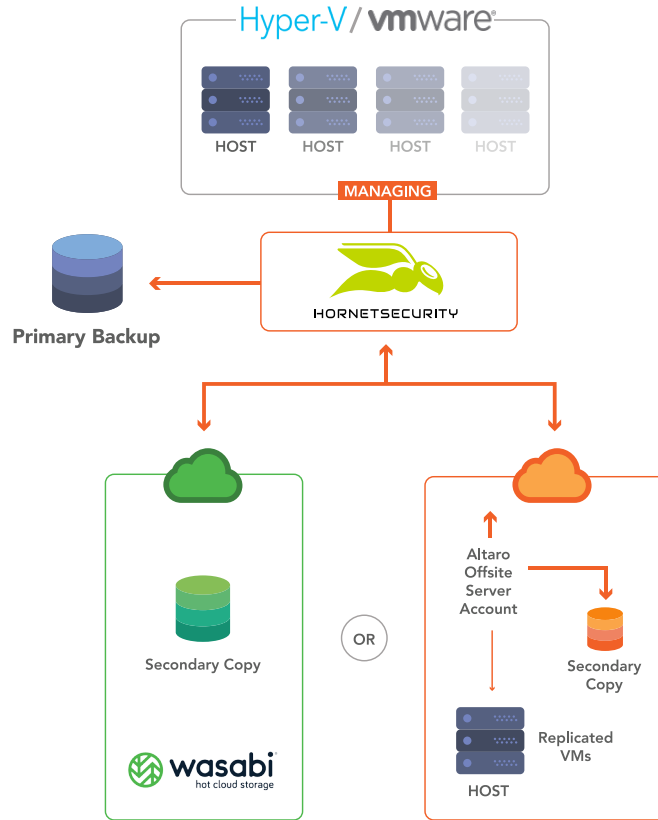 Hyper-V / vmware®
HOST HOST HOST HOST
MANAGING
HORNETSECURITY
Primary Backup
Altaro
Offsite
Server
Account
Secondary Copy
OR
Secondary
Copy
Replicated
VMs
HOST
wasabi
hot cloud storage